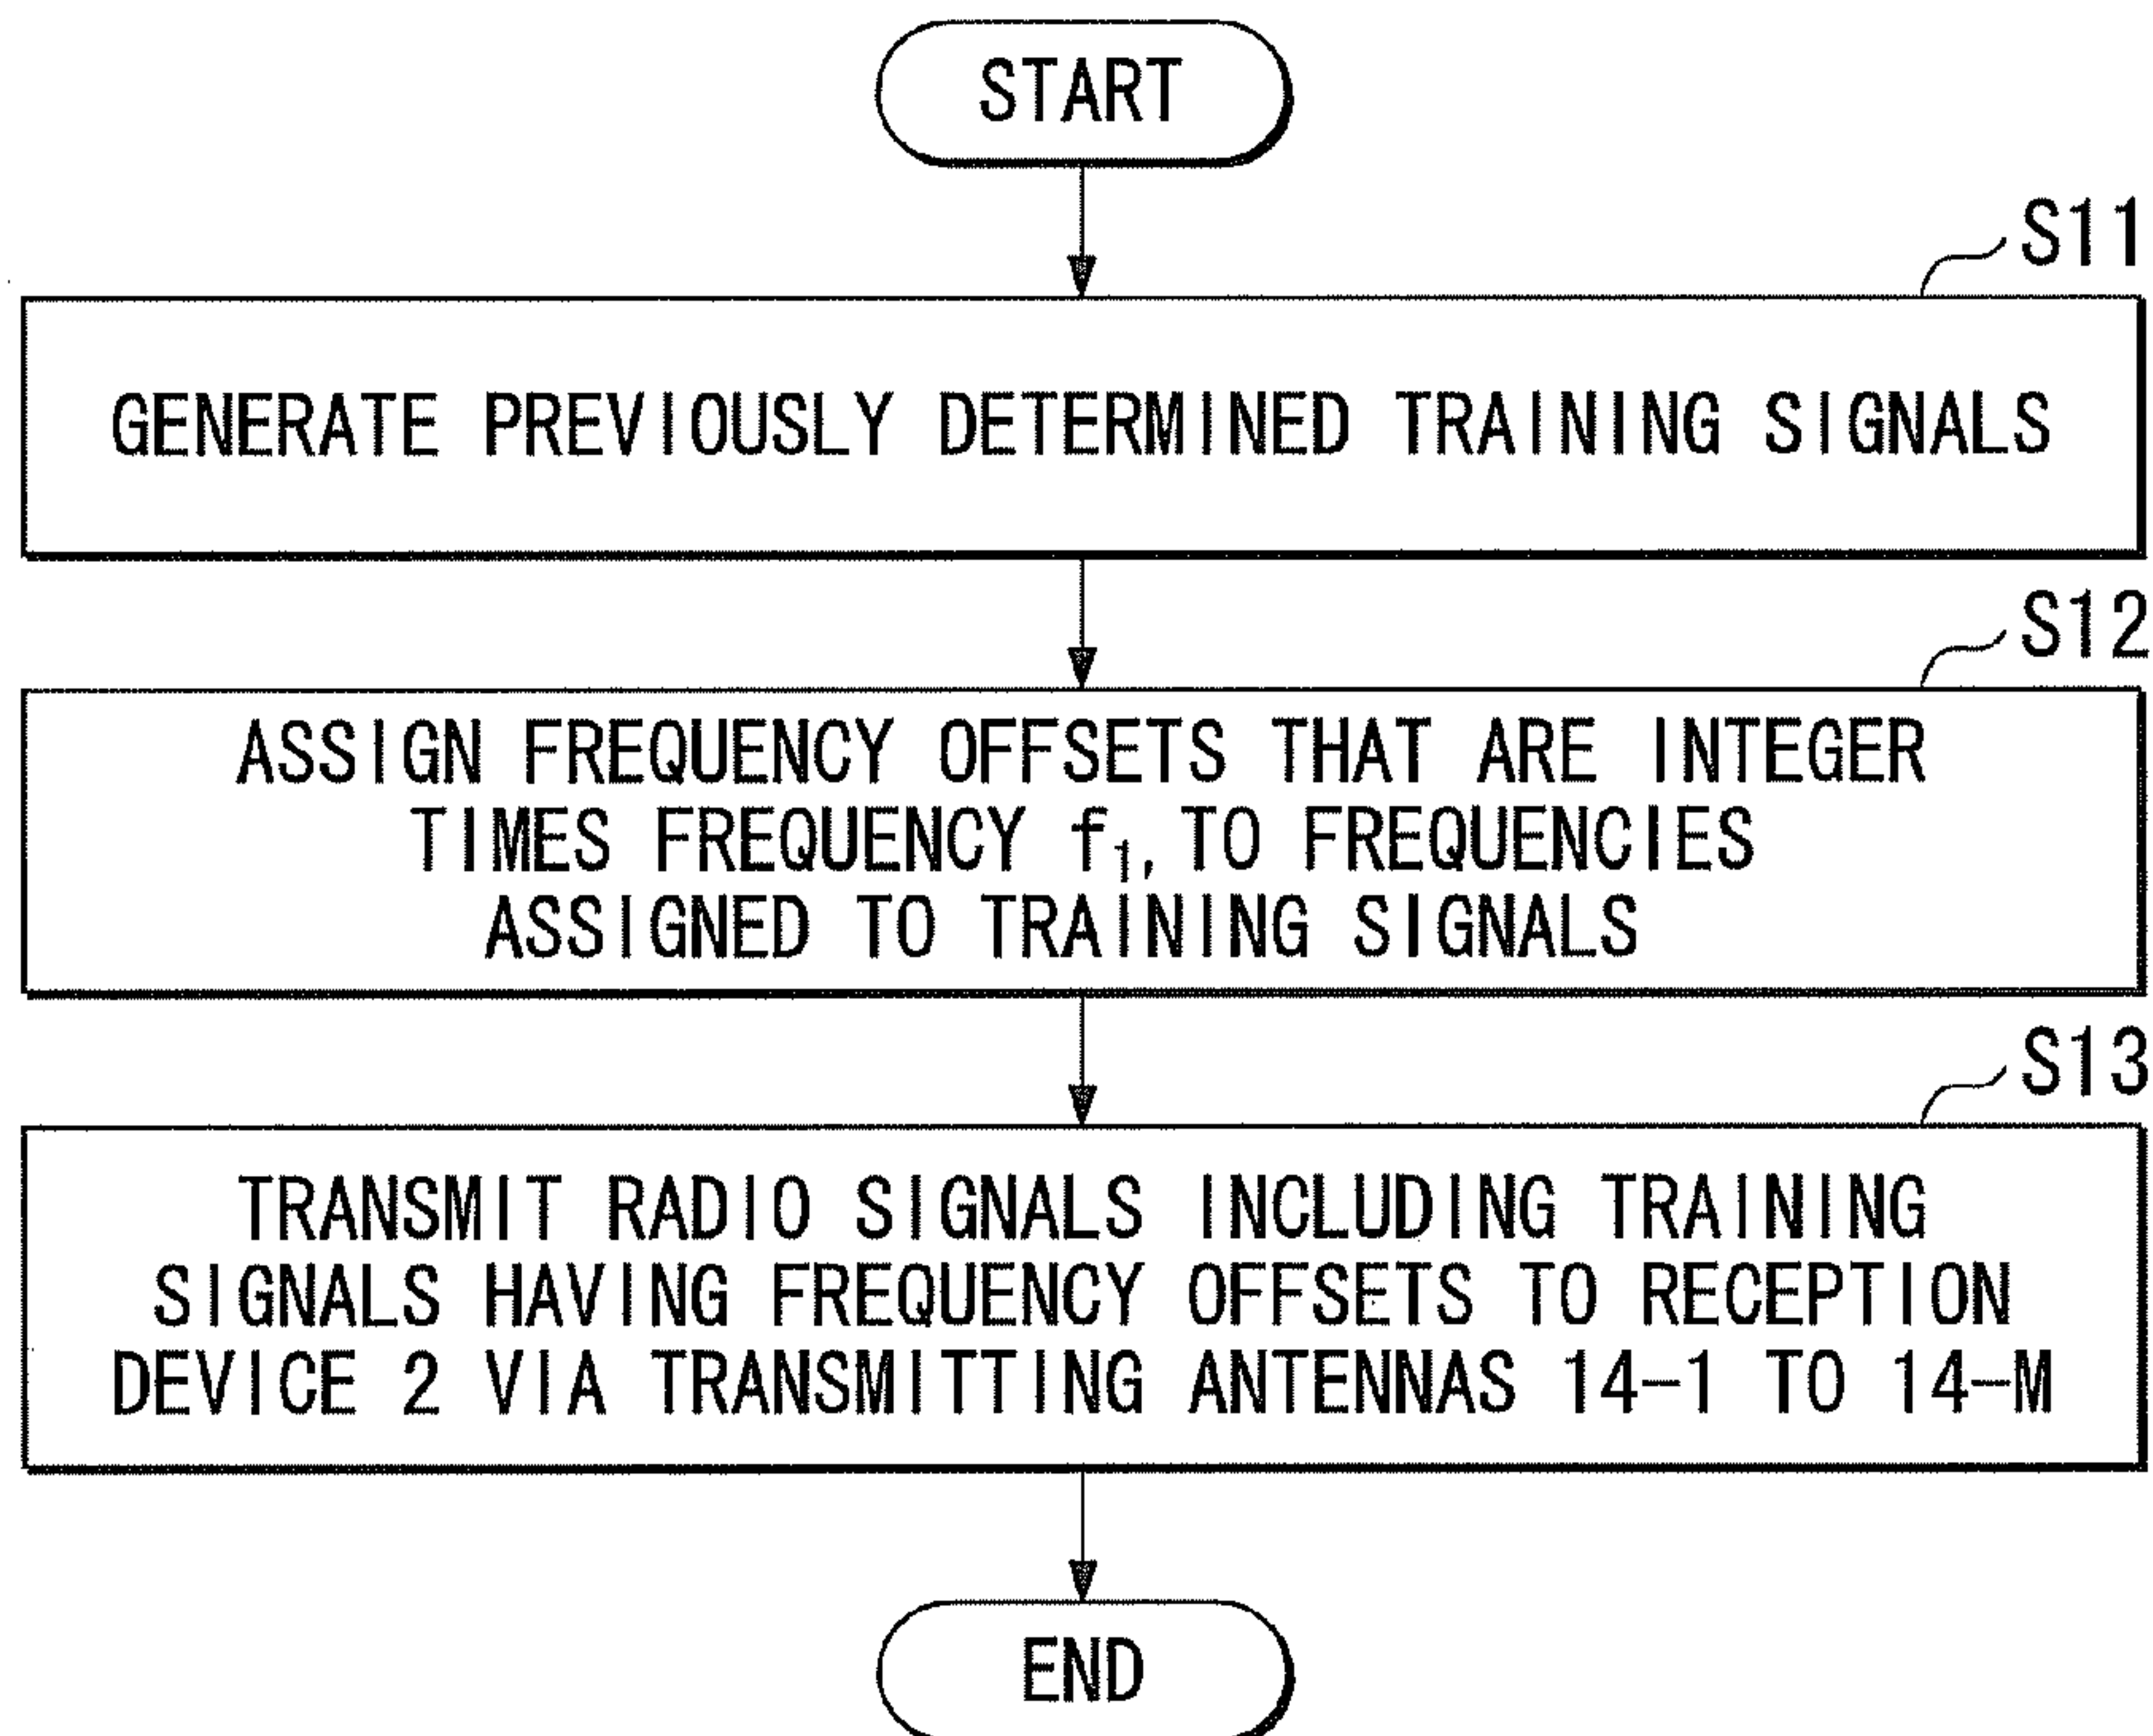 START
S11
GENERATE PREVIOUSLY DETERMINED TRAINING SIGNALS
S12
ASSIGN FREQUENCY OFFSETS THAT ARE INTEGER
TIMES FREQUENCY f₁, TO FREQUENCIES
ASSIGNED TO TRAINING SIGNALS
S13
TRANSMIT RADIO SIGNALS INCLUDING TRAINING
SIGNALS HAVING FREQUENCY OFFSETS TO RECEPTION
DEVICE 2 VIA TRANSMITTING ANTENNAS 14-1 TO 14-M
END